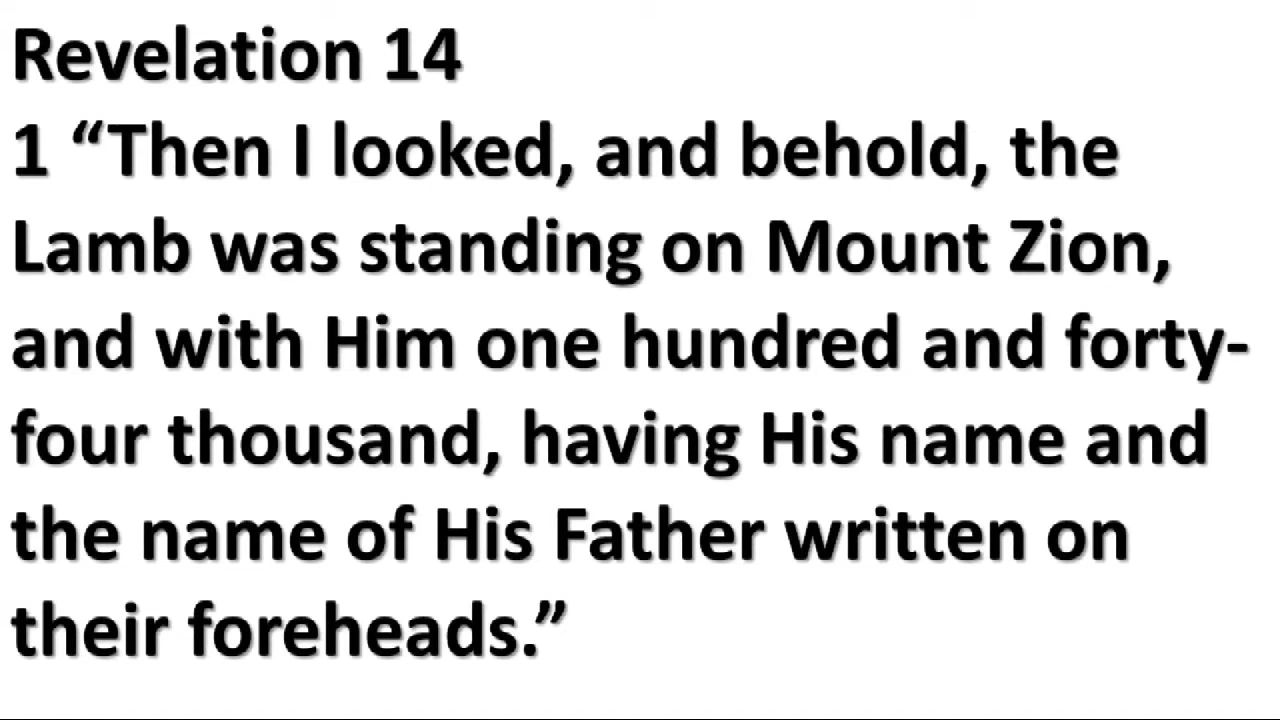 Revelation 14
1 “Then I looked, and behold, the
Lamb was standing on Mount Zion,
and with Him one hundred and forty-
four thousand, having His name and
the name of His Father written on
their foreheads.”